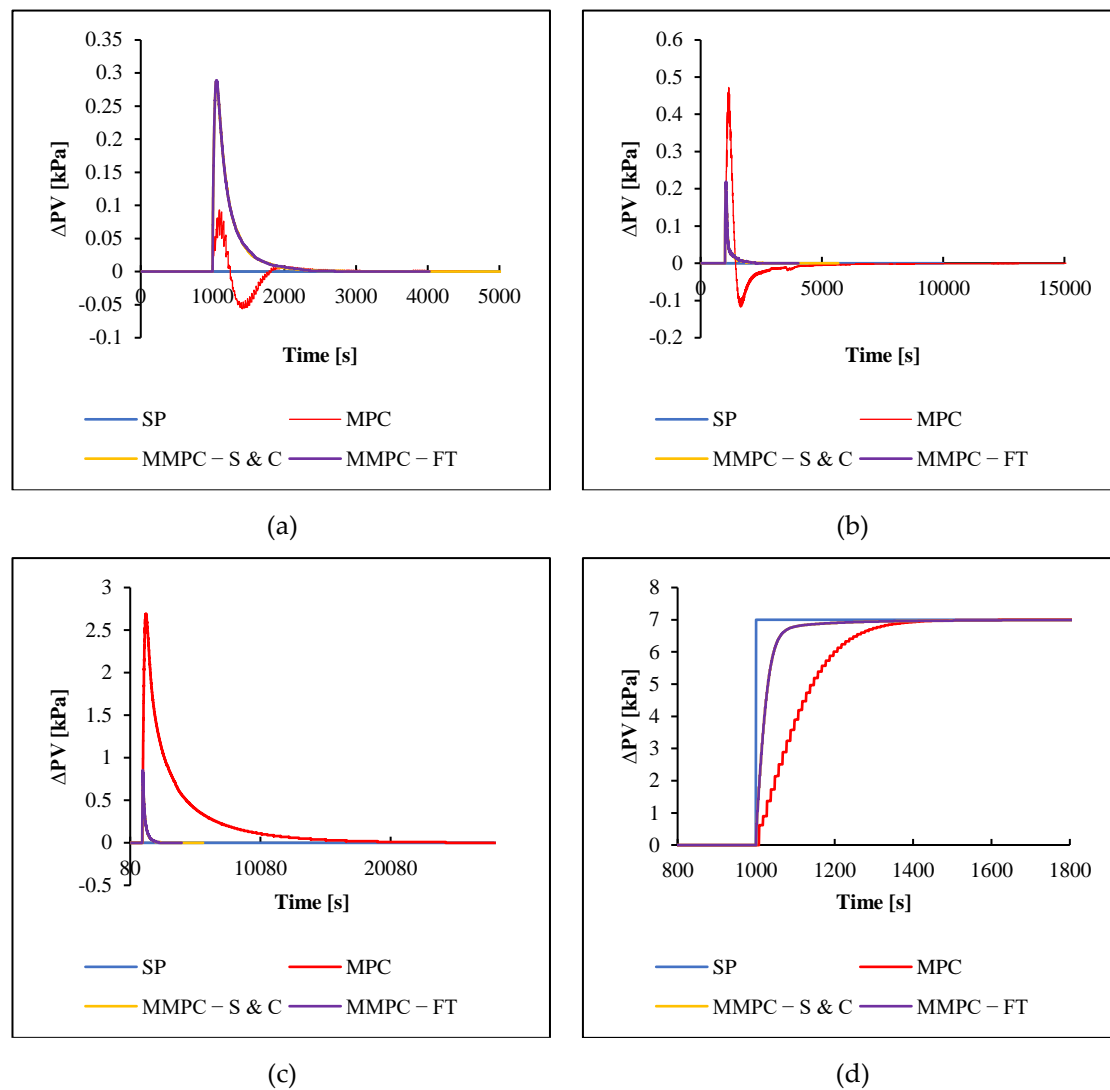 0.35
0.3
0.25
0.2
0.15
0.1
0.05
0
-0.05
-0.1
ΔPV [kPa]
0 1000 2000 3000 4000 5000
Time [s]
SP MPC
MMPC – S & C MMPC – FT
(a)
0.6
0.5
0.4
0.3
0.2
0.1
0
-0.1
-0.2
ΔPV [kPa]
0 5000 10000 15000
Time [s]
SP MPC
MMPC – S & C MMPC – FT
(b)
3
2.5
2
1.5
1
0.5
0
-0.5
ΔPV [kPa]
80 10080 20080
Time [s]
SP MPC
MMPC – S & C MMPC – FT
(c)
8
7
6
5
4
3
2
1
0
ΔPV [kPa]
800 1000 1200 1400 1600 1800
Time [s]
SP MPC
MMPC – S & C MMPC – FT
(d)